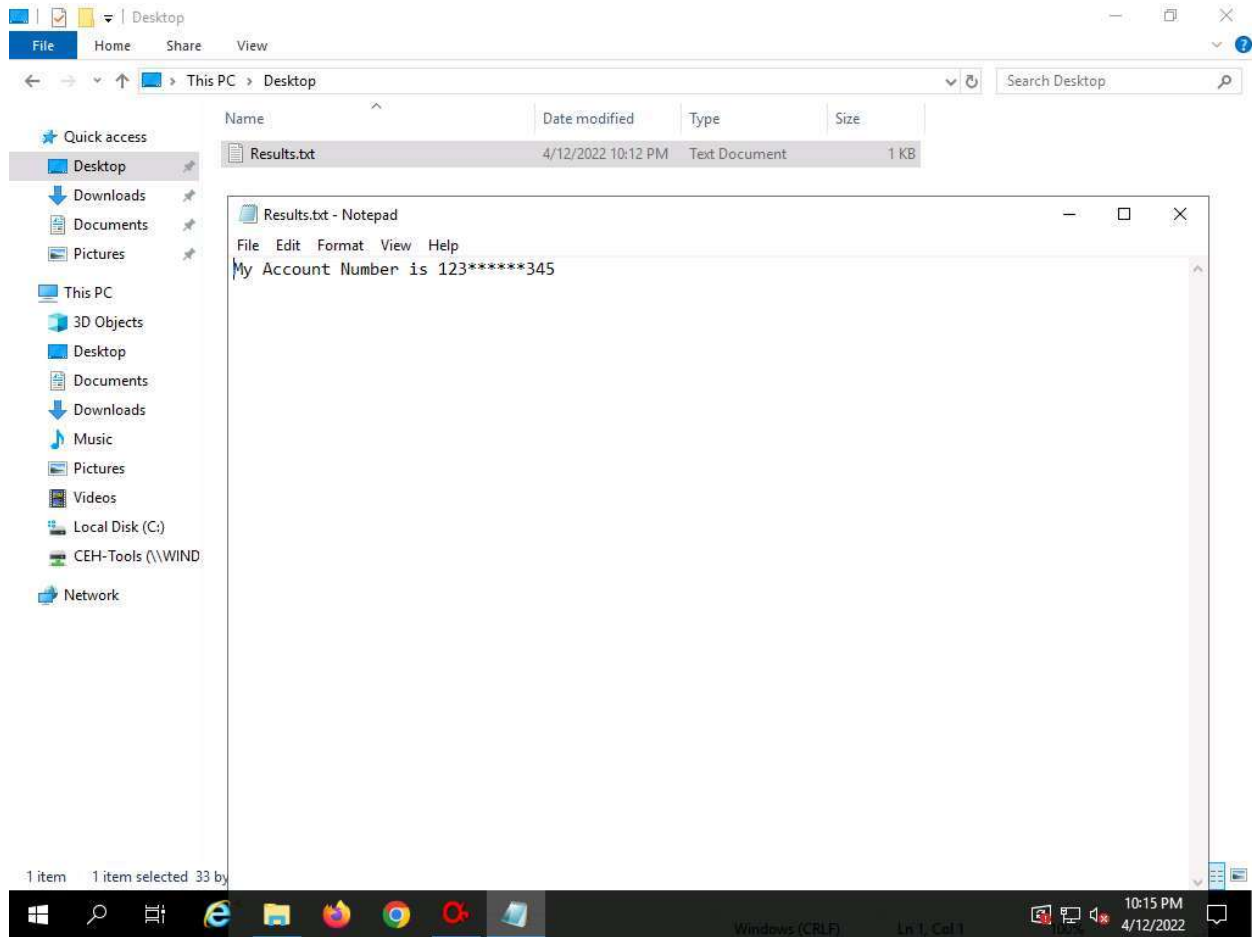 Desktop
File Home Share View
This PC > Desktop
Search Desktop
Name Date modified Type Size
Results.txt 4/12/2022 10:12 PM Text Document 1 KB
Quick access
Desktop
Downloads
Documents
Pictures
This PC
3D Objects
Desktop
Documents
Downloads
Music
Pictures
Videos
Local Disk (C:)
CEH-Tools (\\WIND
Network
Results.txt - Notepad
File Edit Format View Help
My Account Number is 123******345
1 item 1 item selected 33 by
Windows (CRLF) Ln 1, Col 1 100%
10:15 PM
4/12/2022